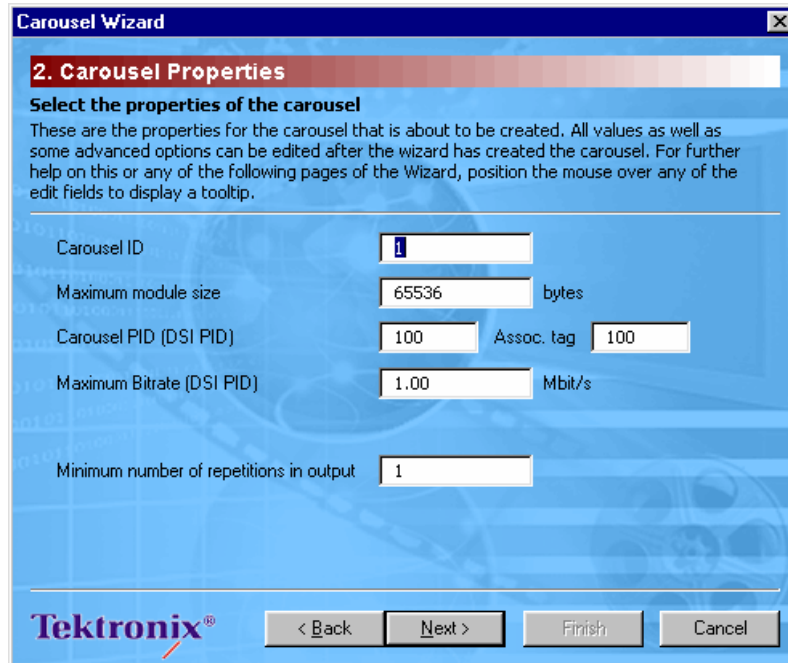 Carousel Wizard
2. Carousel Properties
Select the properties of the carousel
These are the properties for the carousel that is about to be created. All values as well as
some advanced options can be edited after the wizard has created the carousel. For further
help on this or any of the following pages of the Wizard, position the mouse over any of the
edit fields to display a tooltip.
Carousel ID 1
Maximum module size 65536 bytes
Carousel PID (DSI PID) 100 Assoc. tag 100
Maximum Bitrate (DSI PID) 1.00 Mbit/s
Minimum number of repetitions in output 1
Tektronix® < Back Next > Finish Cancel